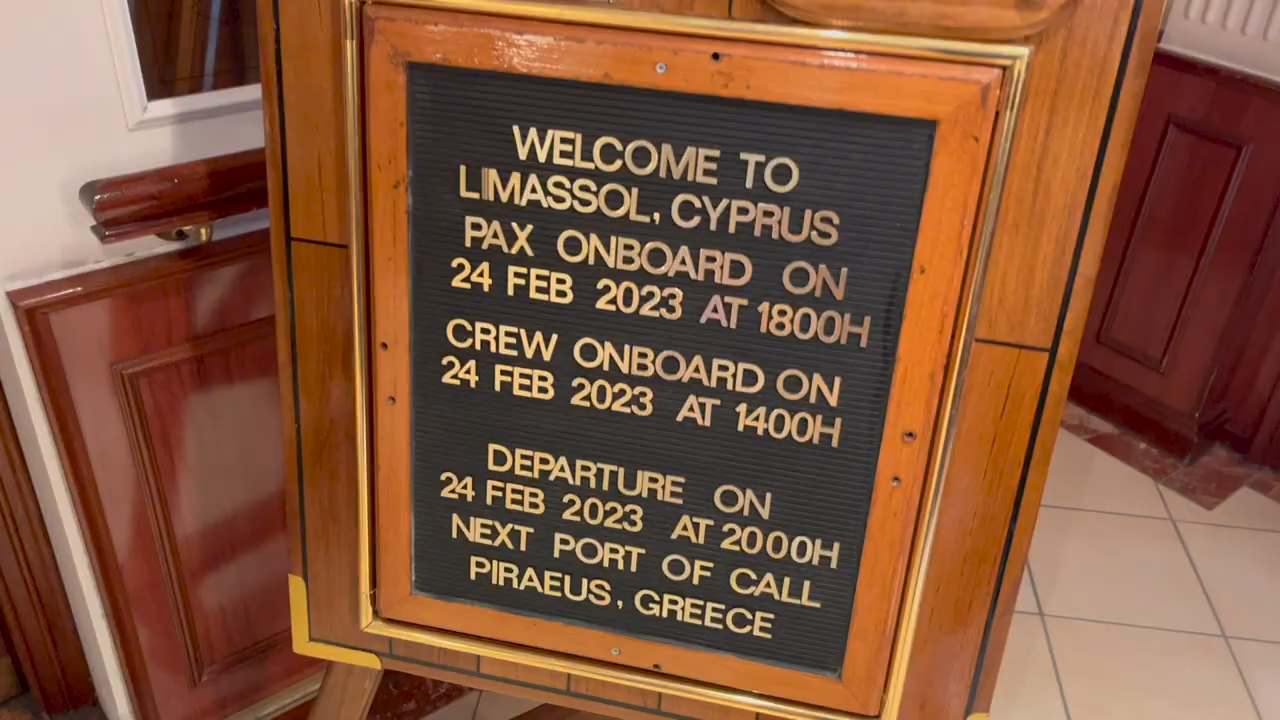 WELCOME TO
LIMASSOL, CYPRUS
PAX ONBOARD ON
24 FEB 2023 AT 1800H
CREW ONBOARD ON
24 FEB 2023 AT 1400H
DEPARTURE ON
24 FEB 2023 AT 2000H
NEXT PORT OF CALL
PIRAEUS, GREECE